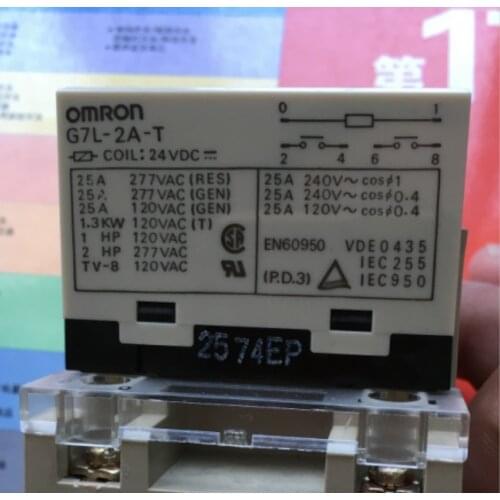 OMRON
G7L-2A-T
COIL: 24VDC
0 1
2 4 6 8
25A 277VAC (RES)
25A 277VAC (GEN)
25A 120VAC (GEN)
1.3KW 120VAC (T)
1 HP 120VAC
2 HP 277VAC
TV-8 120VAC
25A 240V~ cosφ1
25A 240V~ cosφ0.4
25A 120V~ cosφ0.4
EN60950 VDE0435
IEC255
(P.D.3) IEC950
2574EP
1